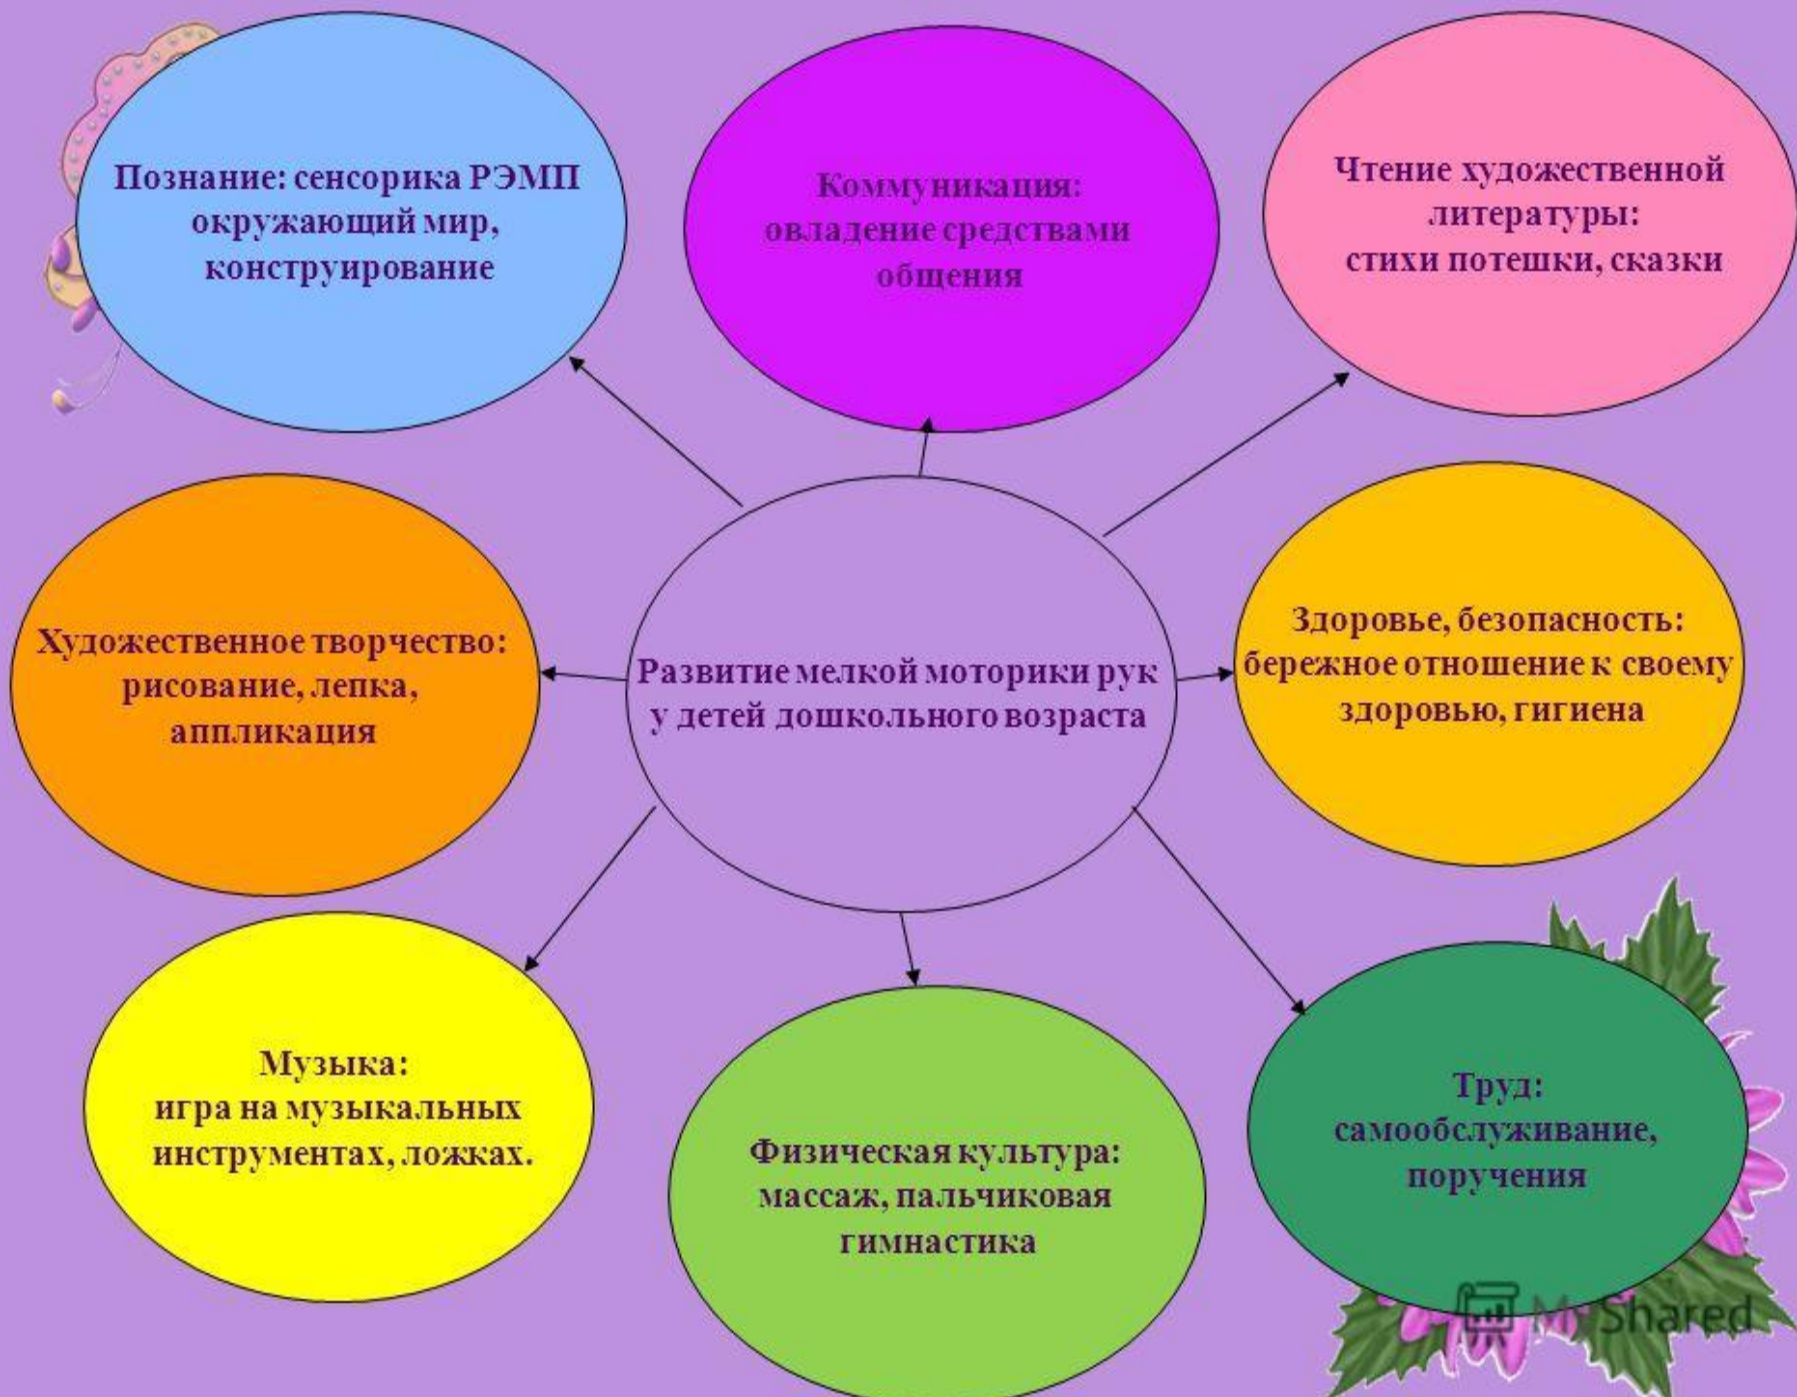 Познание: сенсорика РЭМП
окружающий мир,
конструирование
Коммуникация:
овладение средствами
общения
Чтение художественной
литературы:
стихи потешки, сказки
Художественное творчество:
рисование, лепка,
аппликация
Развитие мелкой моторики рук
у детей дошкольного возраста
Здоровье, безопасность:
бережное отношение к своему
здоровью, гигиена
Музыка:
игра на музыкальных
инструментах, ложках.
Физическая культура:
массаж, пальчиковая
гимнастика
Труд:
самообслуживание,
поручения
MyShared